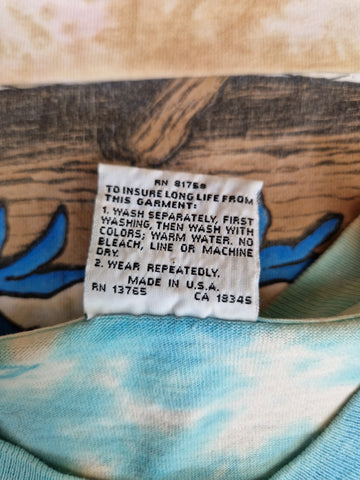 RN 81768
TO INSURE LONG LIFE FROM
THIS GARMENT:
1. WASH SEPARATELY, FIRST
WASHING, THEN WASH WITH
COLORS; WARM WATER. NO
BLEACH, LINE OR MACHINE
DRY.
2. WEAR REPEATEDLY.
MADE IN U.S.A.
RN 13765 CA 18345